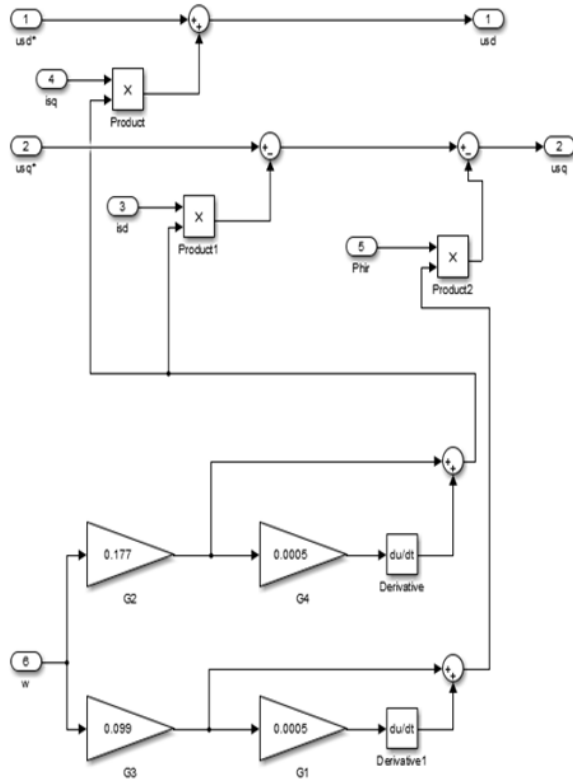 1
usd*
+
+
1
usd
4
isq
X
Product
2
usq*
+
−
+
−
2
usq
3
isd
X
Product1
5
Phir
X
Product2
+
+
0.177
G2
0.0005
G4
du/dt
Derivative
6
w
+
+
0.099
G3
0.0005
G1
du/dt
Derivative1